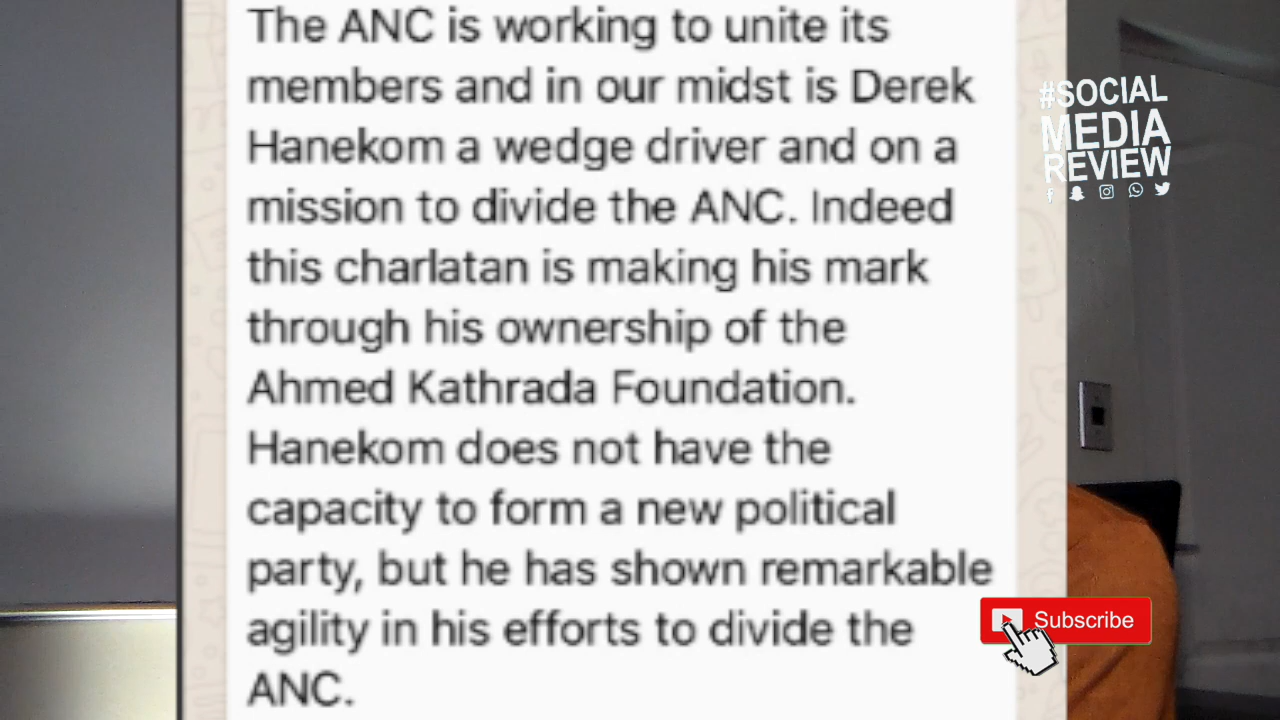 The ANC is working to unite its
members and in our midst is Derek
Hanekom a wedge driver and on a
mission to divide the ANC. Indeed
this charlatan is making his mark
through his ownership of the
Ahmed Kathrada Foundation.
Hanekom does not have the
capacity to form a new political
party, but he has shown remarkable
agility in his efforts to divide the
ANC.
#SOCIAL
MEDIA
REVIEW
Subscribe